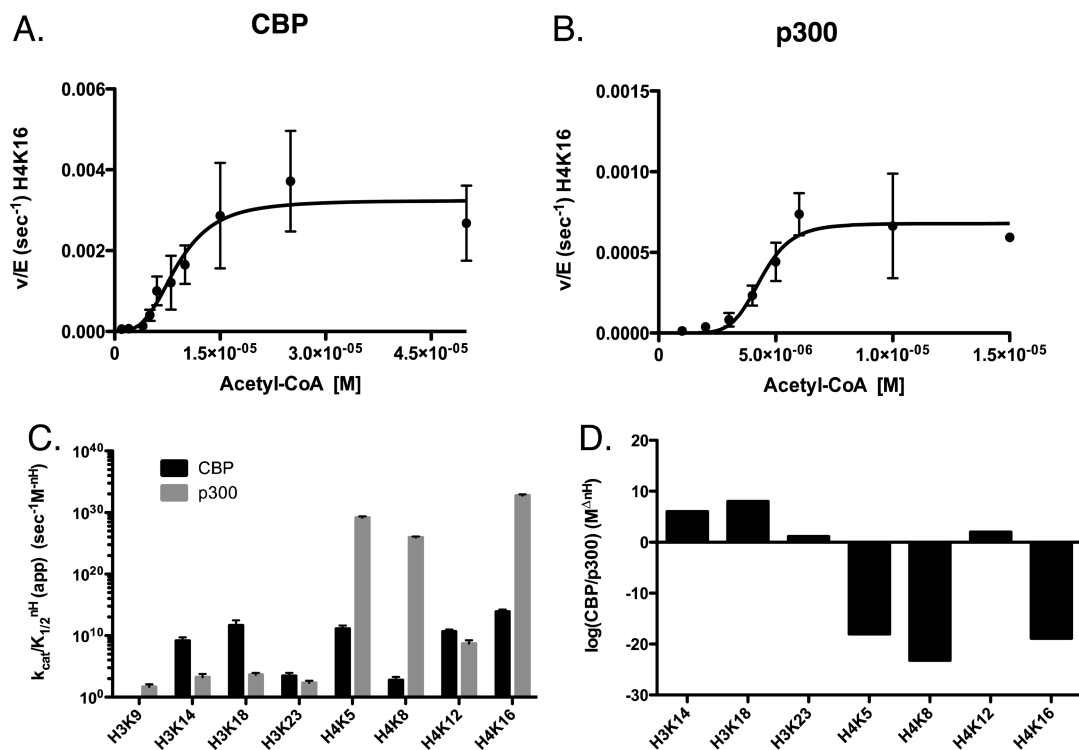 A.
CBP
v/E (sec⁻¹) H4K16
0.006
0.004
0.002
0.000
0
1.5×10⁻⁰⁵
3.0×10⁻⁰⁵
4.5×10⁻⁰⁵
Acetyl-CoA [M]
B.
p300
v/E (sec⁻¹) H4K16
0.0015
0.0010
0.0005
0.0000
0
5.0×10⁻⁰⁶
1.0×10⁻⁰⁵
1.5×10⁻⁰⁵
Acetyl-CoA [M]
C.
kcat/K1/2ⁿᴴ (app) (sec⁻¹M⁻ⁿᴴ)
10⁴⁰
10³⁰
10²⁰
10¹⁰
10⁰
CBP
p300
H3K9
H3K14
H3K18
H3K23
H4K5
H4K8
H4K12
H4K16
D.
log(CBP/p300) (M^ΔnH)
20
10
0
-10
-20
-30
H3K14
H3K18
H3K23
H4K5
H4K8
H4K12
H4K16